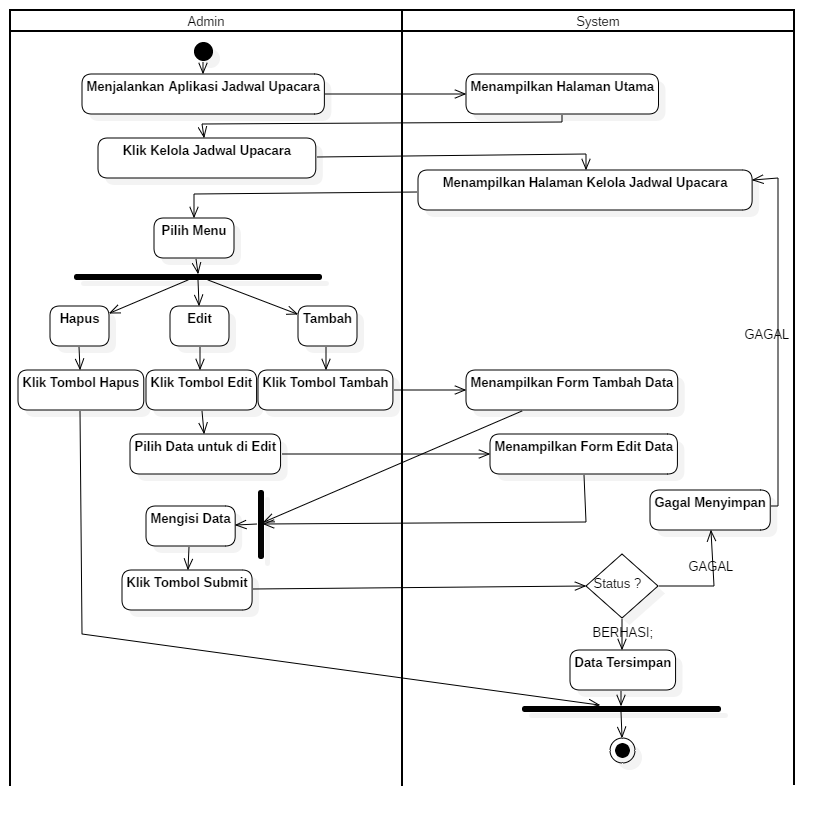 Admin
System
Menjalankan Aplikasi Jadwal Upacara
Menampilkan Halaman Utama
Klik Kelola Jadwal Upacara
Menampilkan Halaman Kelola Jadwal Upacara
Pilih Menu
Hapus
Edit
Tambah
GAGAL
Klik Tombol Hapus
Klik Tombol Edit
Klik Tombol Tambah
Menampilkan Form Tambah Data
Pilih Data untuk di Edit
Menampilkan Form Edit Data
Gagal Menyimpan
Mengisi Data
GAGAL
Klik Tombol Submit
Status ?
BERHASI;
Data Tersimpan